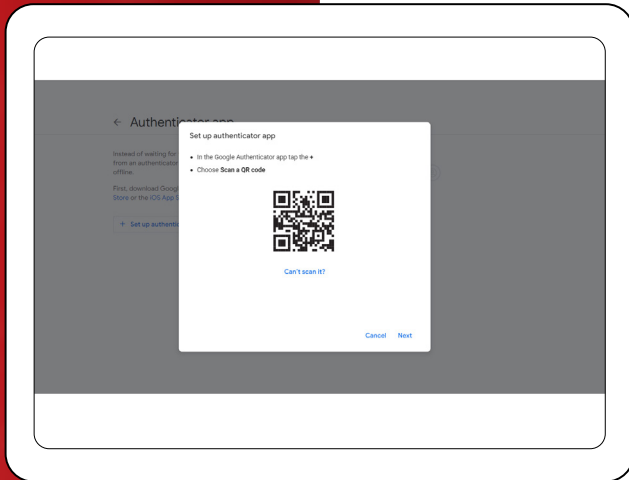 ← Authenticator app
Set up authenticator app
Instead of waiting for
• In the Google Authenticator app tap the +
from an authenticator
offline.
• Choose Scan a QR code
First, download Googl
Store or the iOS App S
+ Set up authentic
Can't scan it?
Cancel Next